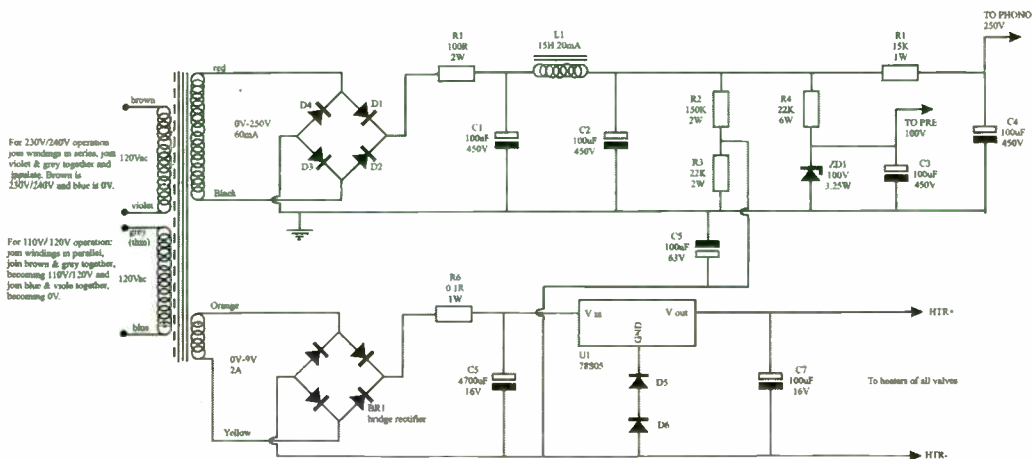 TO PHONO
250V
R1
100R
2W
L1
15H 20mA
R1
15K
1W
red
brown
0V-250V
60mA
D4
D1
D3
D2
C1
100uF
450V
C2
100uF
450V
R2
150K
2W
R4
22K
6W
TO PRE
100V
C4
100uF
450V
For 230V/240V operation
join windings in series, join
violet & grey together and
insulate. Brown is
230V/240V and blue is 0V.
120Vac
R3
22K
2W
ZD1
100V
3.25W
C3
100uF
450V
Black
violet
grey
(thin)
For 110V/120V operation:
join windings in parallel,
join brown & grey together,
becoming 110V/120V and
join blue & viole together,
becoming 0V.
120Vac
blue
C5
100uF
63V
Orange
R6
0.1R
1W
V in
V out
GND
U1
78S05
HTR+
0V-9V
2A
BR1
bridge rectifier
C5
4700uF
16V
D5
D6
C7
100uF
16V
To heaters of all valves
Yellow
HTR-